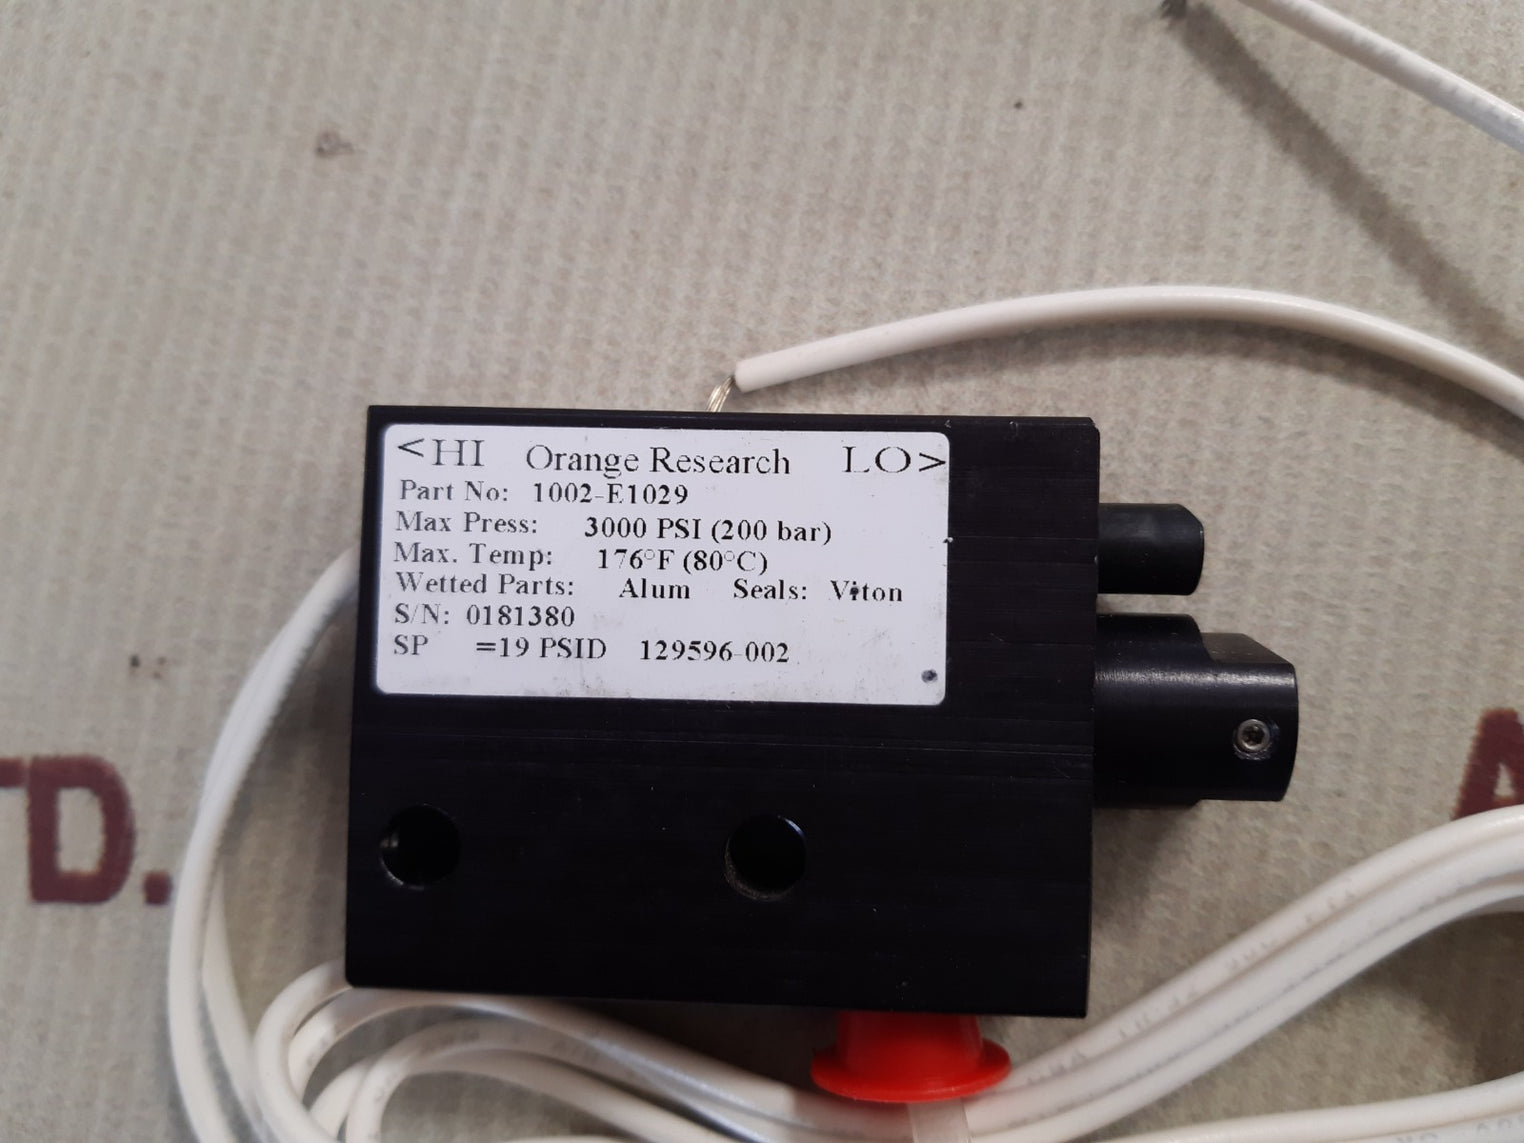 <HI Orange Research LO>
Part No: 1002-E1029
Max Press: 3000 PSI (200 bar)
Max. Temp: 176°F (80°C)
Wetted Parts: Alum Seals: Viton
S/N: 0181380
SP =19 PSID 129596-002
TD.